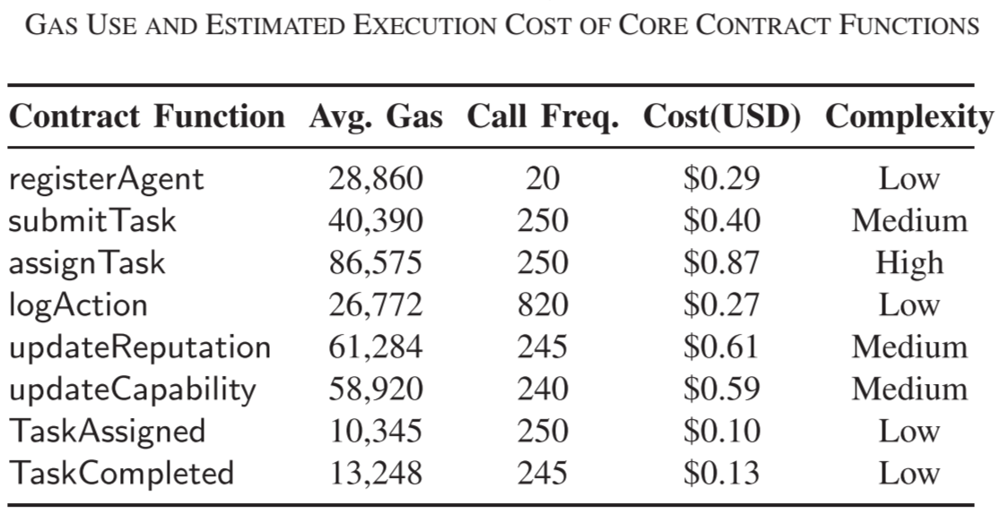 GAS USE AND ESTIMATED EXECUTION COST OF CORE CONTRACT FUNCTIONS
Contract Function Avg. Gas Call Freq. Cost(USD) Complexity
registerAgent 28,860 20 $0.29 Low
submitTask 40,390 250 $0.40 Medium
assignTask 86,575 250 $0.87 High
logAction 26,772 820 $0.27 Low
updateReputation 61,284 245 $0.61 Medium
updateCapability 58,920 240 $0.59 Medium
TaskAssigned 10,345 250 $0.10 Low
TaskCompleted 13,248 245 $0.13 Low